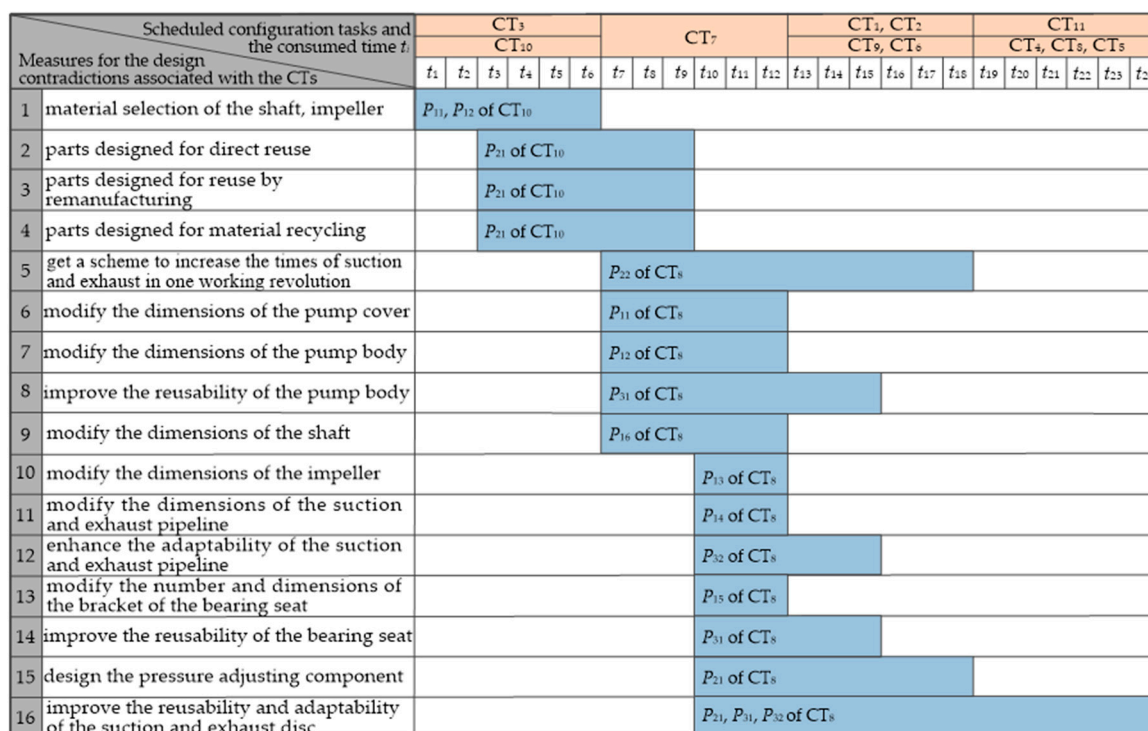 Scheduled configuration tasks and
the consumed time tᵢ
Measures for the design
contradictions associated with the CTs
CT₃ CT₇ CT₁, CT₂ CT₁₁
CT₁₀ CT₉, CT₆ CT₄, CT₈, CT₅
t₁ t₂ t₃ t₄ t₅ t₆ t₇ t₈ t₉ t₁₀ t₁₁ t₁₂ t₁₃ t₁₄ t₁₅ t₁₆ t₁₇ t₁₈ t₁₉ t₂₀ t₂₁ t₂₂ t₂₃
1 material selection of the shaft, impeller P₁₁, P₁₂ of CT₁₀
2 parts designed for direct reuse P₂₁ of CT₁₀
3 parts designed for reuse by
remanufacturing P₂₁ of CT₁₀
4 parts designed for material recycling P₂₁ of CT₁₀
5 get a scheme to increase the times of suction
and exhaust in one working revolution P₂₂ of CT₈
6 modify the dimensions of the pump cover P₁₁ of CT₈
7 modify the dimensions of the pump body P₁₂ of CT₈
8 improve the reusability of the pump body P₃₁ of CT₈
9 modify the dimensions of the shaft P₁₆ of CT₈
10 modify the dimensions of the impeller P₁₃ of CT₈
11 modify the dimensions of the suction
and exhaust pipeline P₁₄ of CT₈
12 enhance the adaptability of the suction
and exhaust pipeline P₃₂ of CT₈
13 modify the number and dimensions of
the bracket of the bearing seat P₁₅ of CT₈
14 improve the reusability of the bearing seat P₃₁ of CT₈
15 design the pressure adjusting component P₂₁ of CT₈
16 improve the reusability and adaptability
of the suction and exhaust disc P₂₁, P₃₁, P₃₂ of CT₈